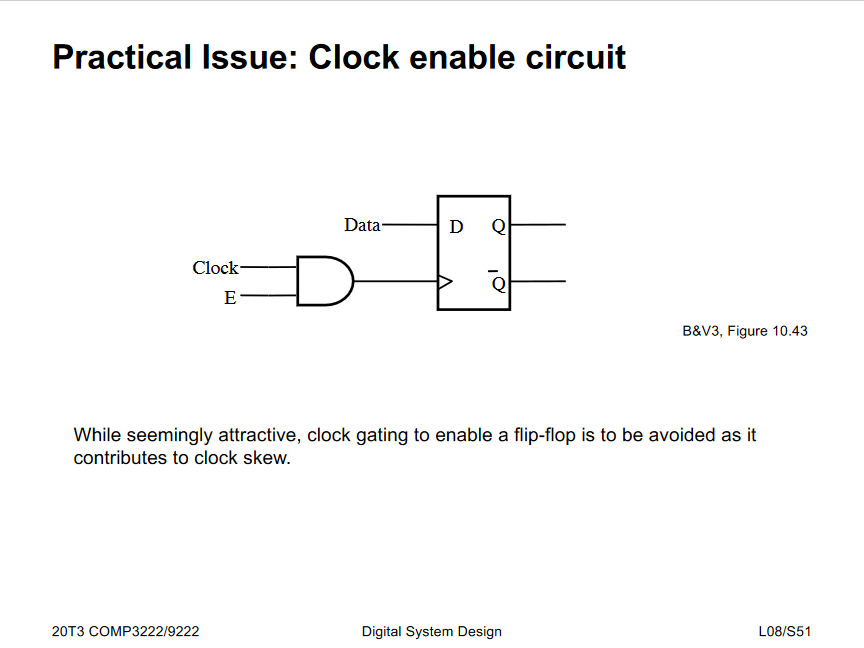 Practical Issue: Clock enable circuit
Data
D Q
Clock
E
Q̅
B&V3, Figure 10.43
While seemingly attractive, clock gating to enable a flip-flop is to be avoided as it
contributes to clock skew.
20T3 COMP3222/9222 Digital System Design L08/S51